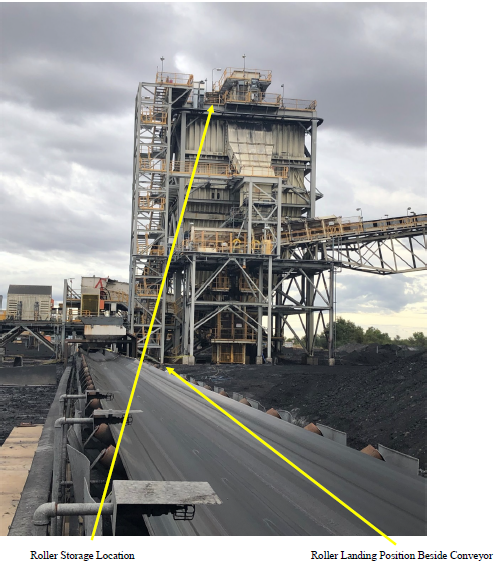 Roller Storage Location
Roller Landing Position Beside Conveyor